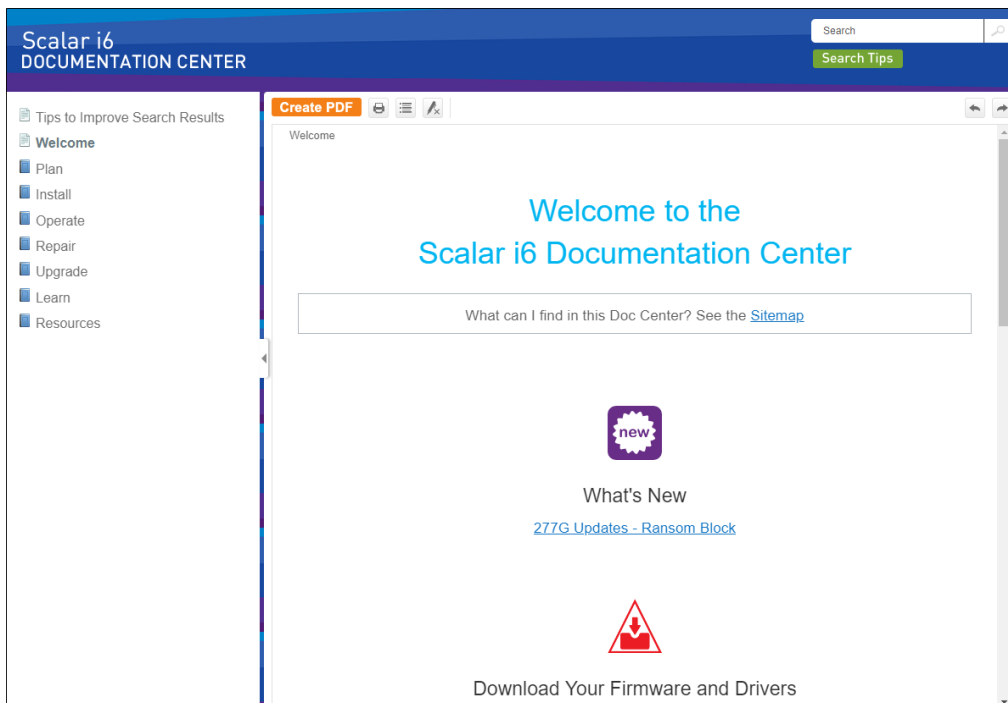 Scalar i6
DOCUMENTATION CENTER
Search
Search Tips
Tips to Improve Search Results
Welcome
Plan
Install
Operate
Repair
Upgrade
Learn
Resources
Create PDF
Welcome
Welcome to the
Scalar i6 Documentation Center
What can I find in this Doc Center? See the Sitemap
new
What's New
277G Updates - Ransom Block
Download Your Firmware and Drivers